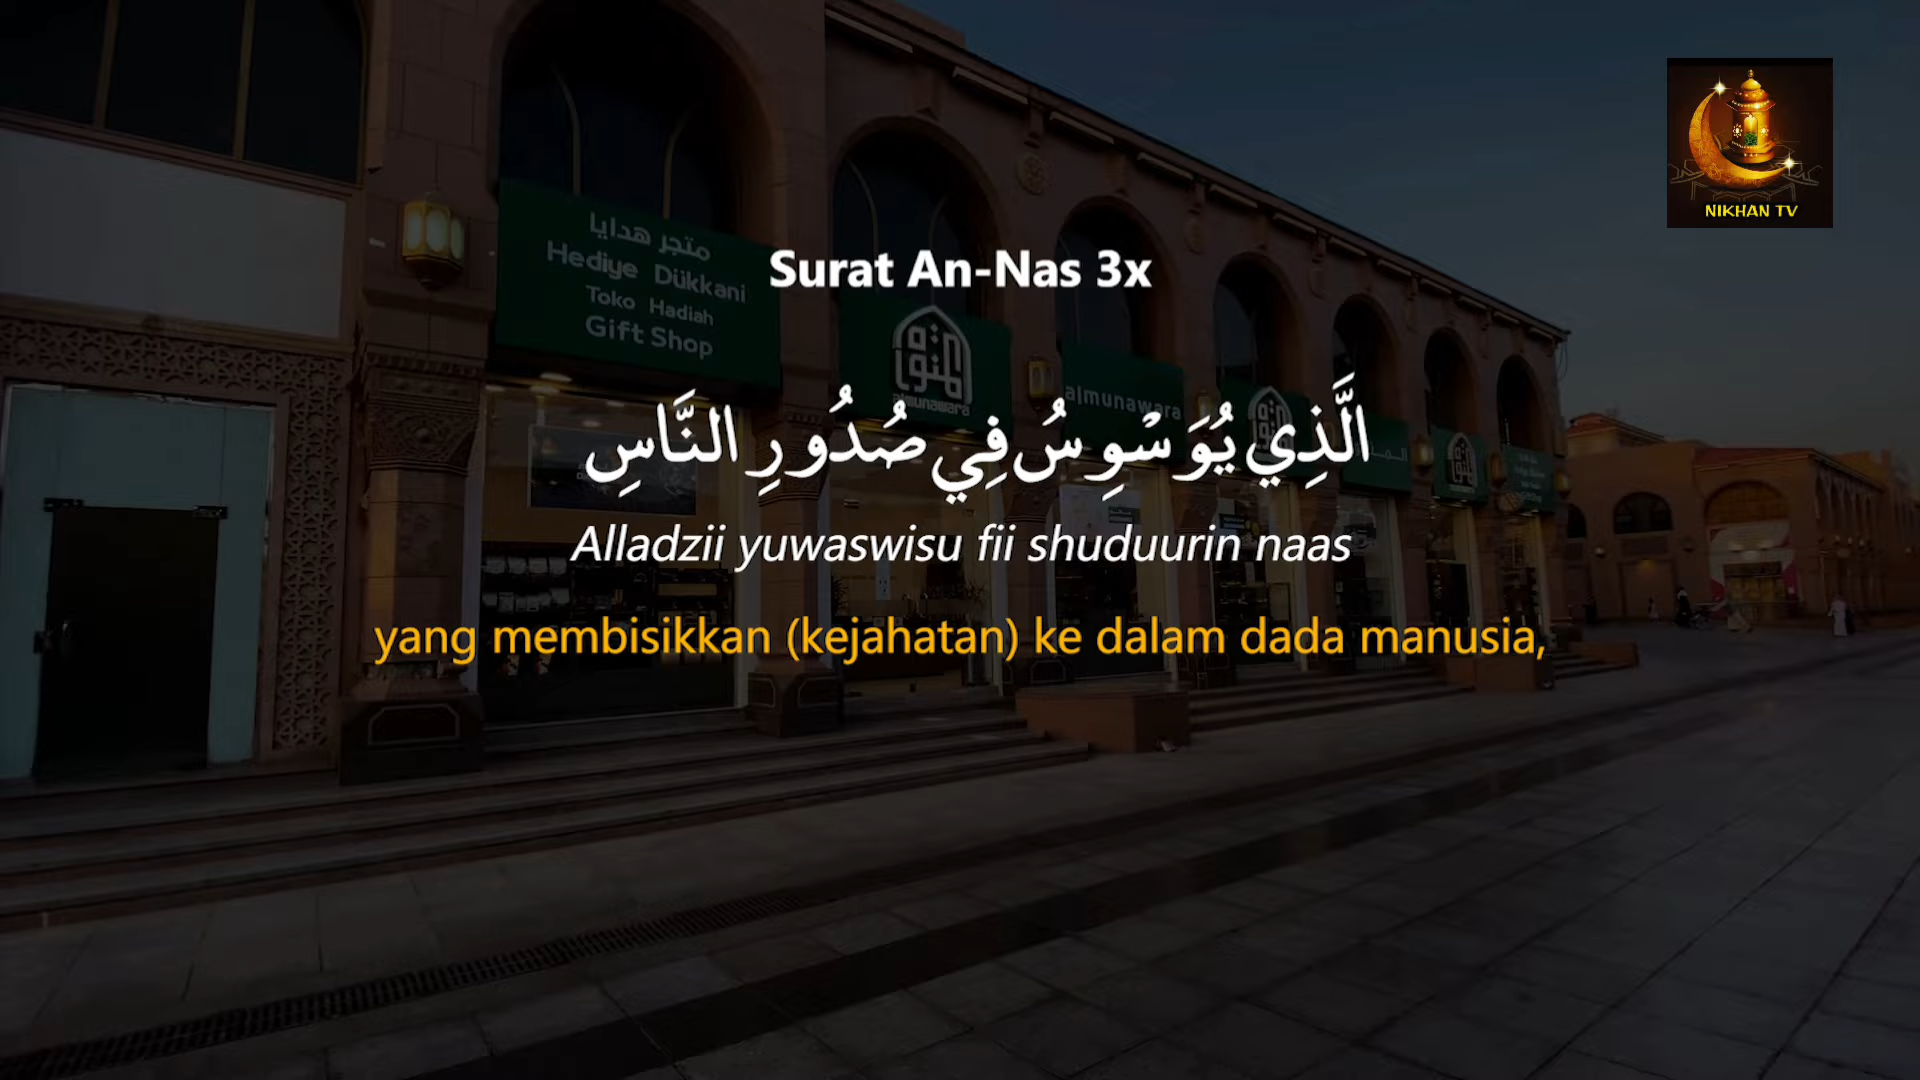 NIKHAN TV
متجر هدايا
Hediye Dükkani
Toko Hadiah
Gift Shop
Surat An-Nas 3x
almunawara
almunawara
الَّذِي يُوَسْوِسُ فِي صُدُورِ النَّاسِ
Alladzii yuwaswisu fii shuduurin naas
yang membisikkan (kejahatan) ke dalam dada manusia,